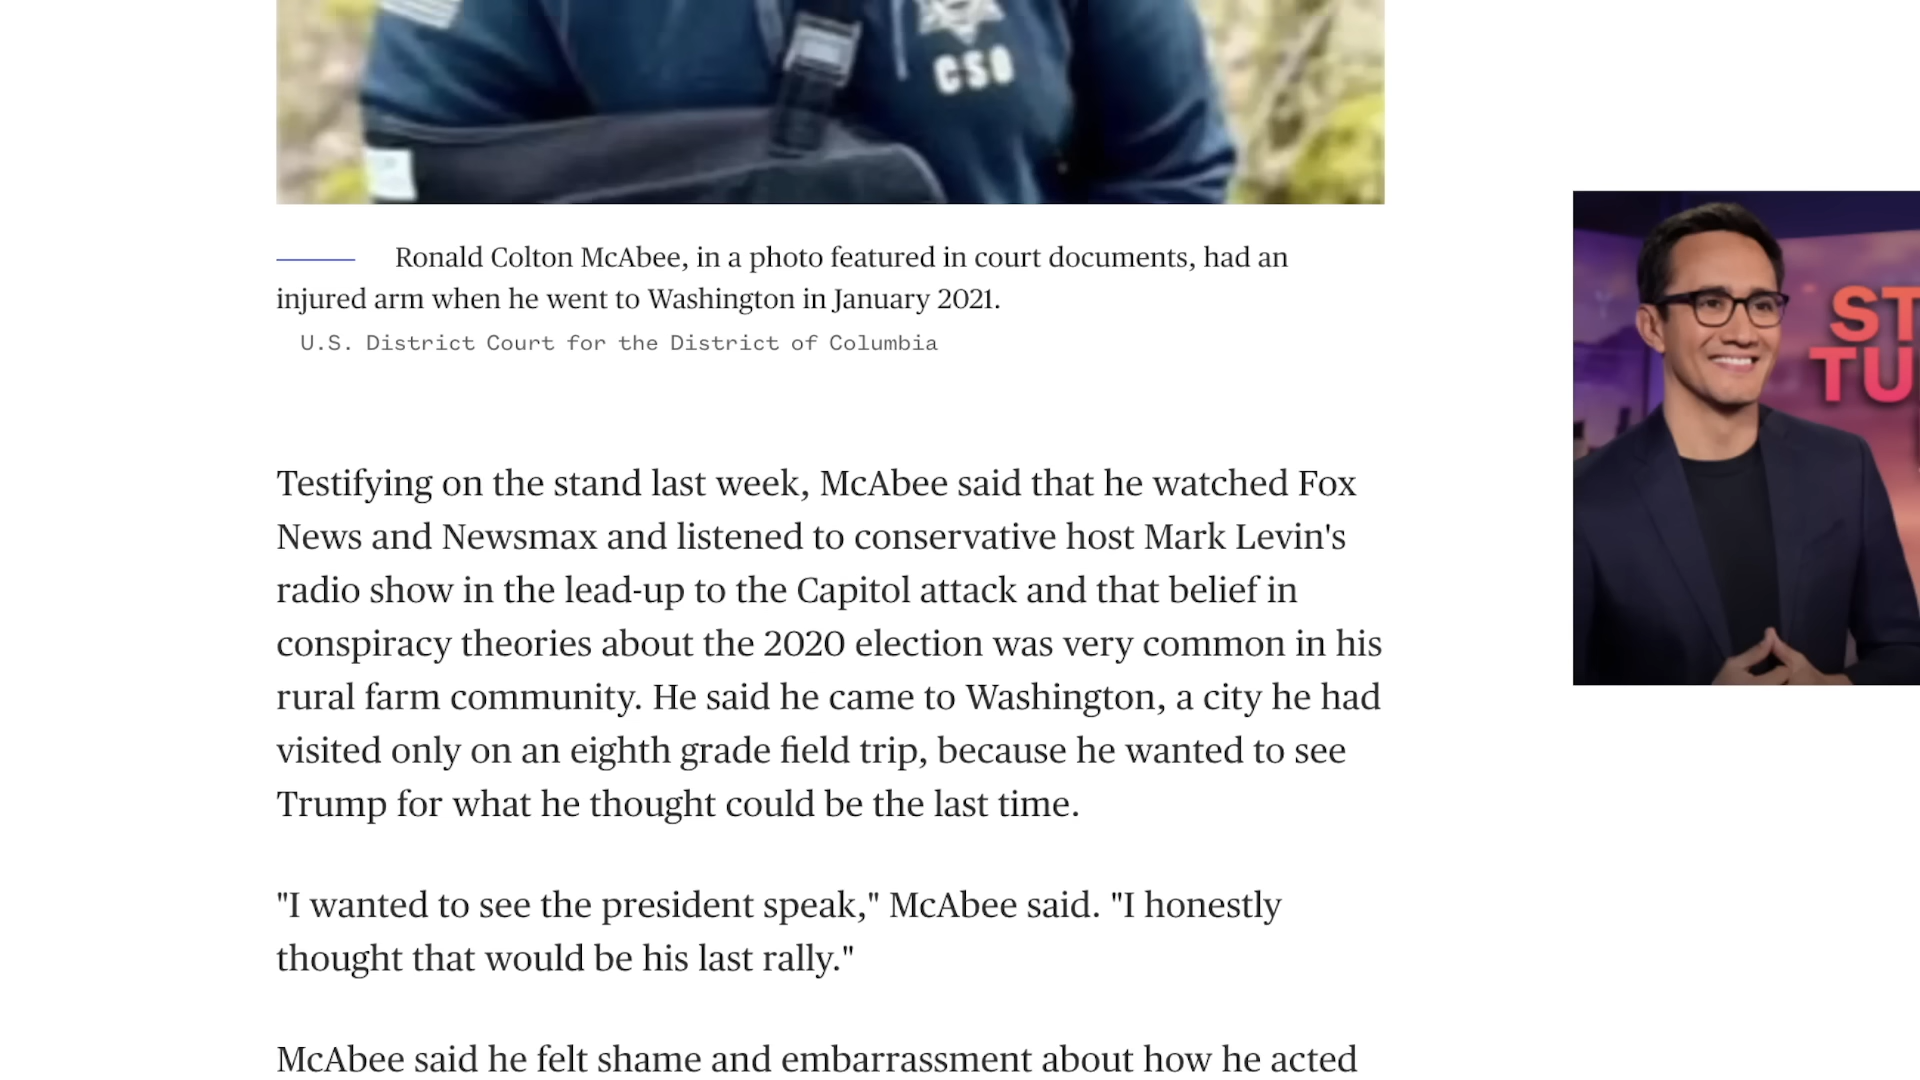 CSO
Ronald Colton McAbee, in a photo featured in court documents, had an
injured arm when he went to Washington in January 2021.
U.S. District Court for the District of Columbia
ST
TU
Testifying on the stand last week, McAbee said that he watched Fox
News and Newsmax and listened to conservative host Mark Levin's
radio show in the lead-up to the Capitol attack and that belief in
conspiracy theories about the 2020 election was very common in his
rural farm community. He said he came to Washington, a city he had
visited only on an eighth grade field trip, because he wanted to see
Trump for what he thought could be the last time.
"I wanted to see the president speak," McAbee said. "I honestly
thought that would be his last rally."
McAbee said he felt shame and embarrassment about how he acted